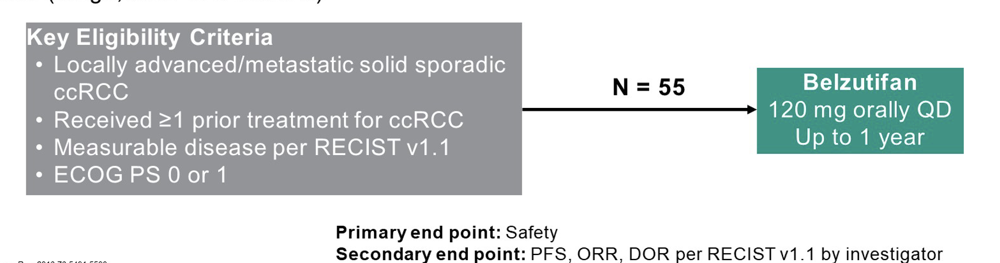 Key Eligibility Criteria
• Locally advanced/metastatic solid sporadic
ccRCC
• Received ≥1 prior treatment for ccRCC
• Measurable disease per RECIST v1.1
• ECOG PS 0 or 1
N = 55
Belzutifan
120 mg orally QD
Up to 1 year
Primary end point: Safety
Secondary end point: PFS, ORR, DOR per RECIST v1.1 by investigator